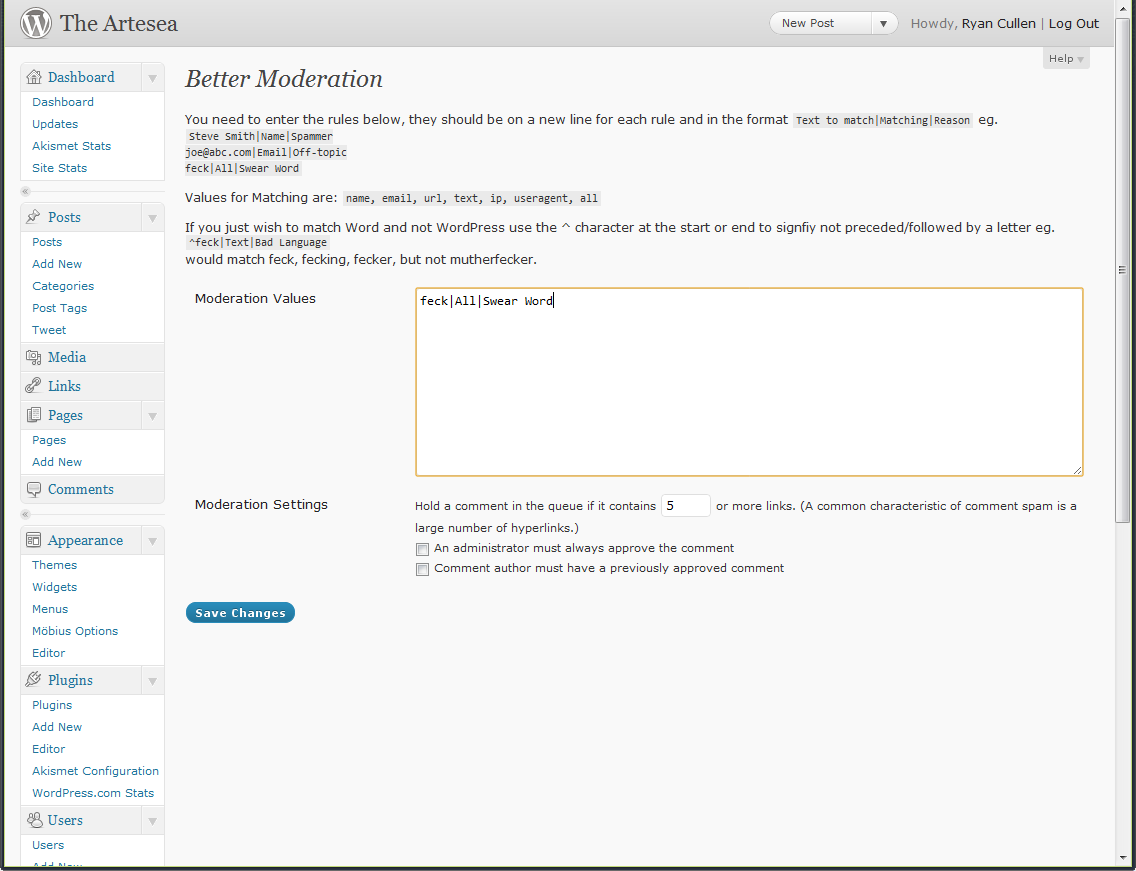 The Artesea
New Post
Howdy, Ryan Cullen | Log Out
Help
Dashboard
Dashboard
Updates
Akismet Stats
Site Stats
Posts
Posts
Add New
Categories
Post Tags
Tweet
Media
Links
Pages
Pages
Add New
Comments
Appearance
Themes
Widgets
Menus
Möbius Options
Editor
Plugins
Plugins
Add New
Editor
Akismet Configuration
WordPress.com Stats
Users
Users
Add New
Better Moderation
You need to enter the rules below, they should be on a new line for each rule and in the format Text to match|Matching|Reason eg.
Steve Smith|Name|Spammer
joe@abc.com|Email|Off-topic
feck|All|Swear Word
Values for Matching are: name, email, url, text, ip, useragent, all
If you just wish to match Word and not WordPress use the ^ character at the start or end to signfiy not preceded/followed by a letter eg.
^feck|Text|Bad Language
would match feck, fecking, fecker, but not mutherfecker.
Moderation Values
feck|All|Swear Word
Moderation Settings
Hold a comment in the queue if it contains 5 or more links. (A common characteristic of comment spam is a
large number of hyperlinks.)
An administrator must always approve the comment
Comment author must have a previously approved comment
Save Changes